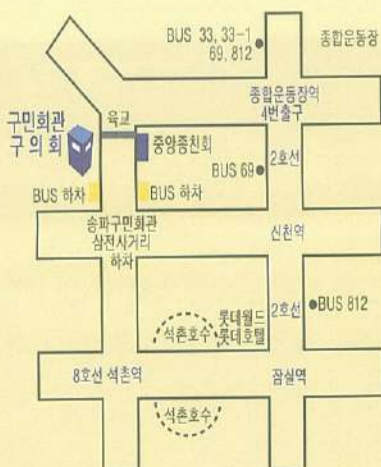 BUS 33, 33-1
69, 812
종합운동장
종합운동장역
4번출구
육교
구민회관
구의회
중앙종친회
2호선
BUS 69
BUS 하차
BUS 하차
송파구민회관
삼전사거리
하차
신천역
롯데월드
롯데호텔
2호선
BUS 812
석촌호수
8호선 석촌역
잠실역
석촌호수